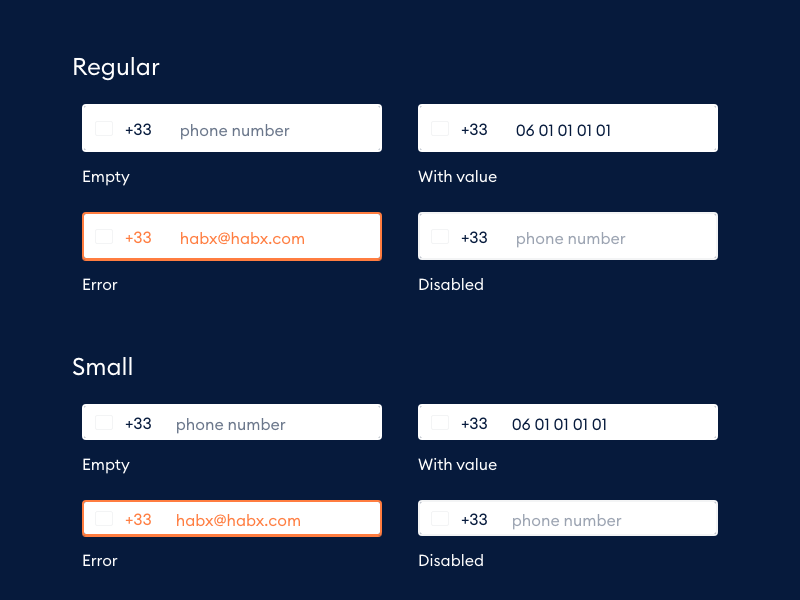 Regular
+33 phone number
+33 06 01 01 01 01
Empty
With value
+33 habx@habx.com
+33 phone number
Error
Disabled
Small
+33 phone number
+33 06 01 01 01 01
Empty
With value
+33 habx@habx.com
+33 phone number
Error
Disabled